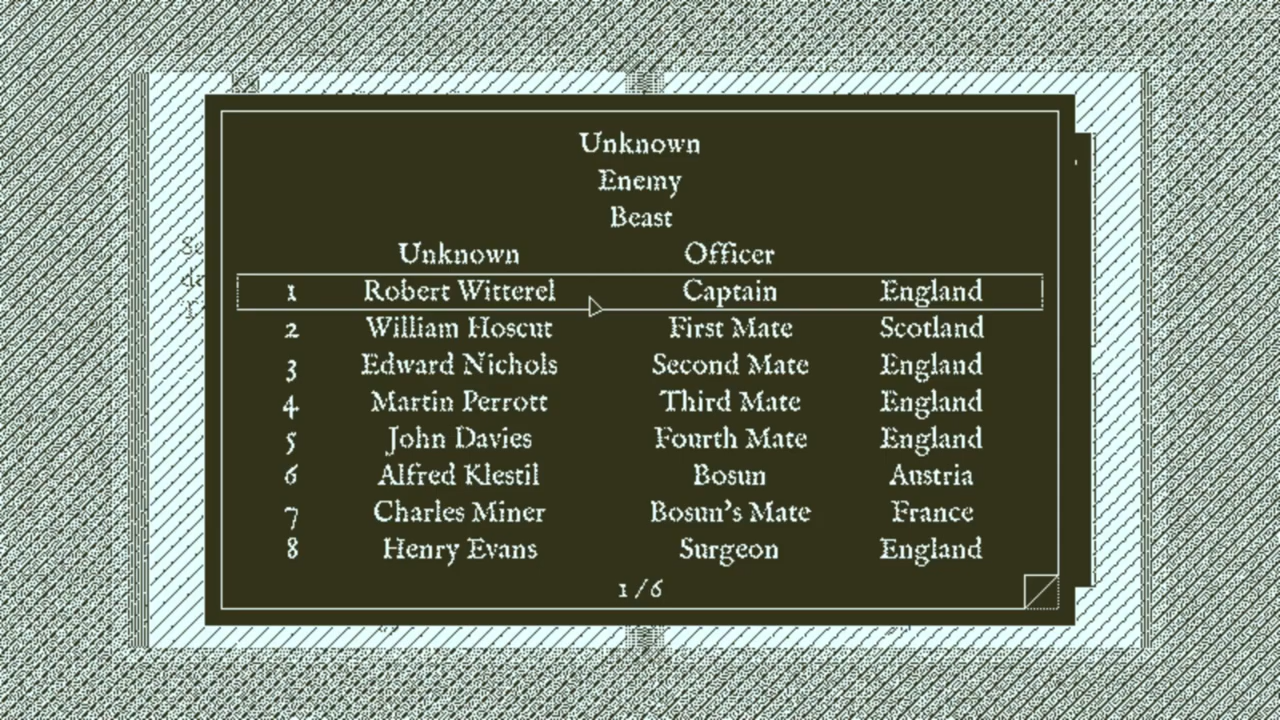 Unknown
Enemy
Beast
Unknown Officer
1 Robert Witterel Captain England
2 William Hoscut First Mate Scotland
3 Edward Nichols Second Mate England
4 Martin Perrott Third Mate England
5 John Davies Fourth Mate England
6 Alfred Klestil Bosun Austria
7 Charles Miner Bosun's Mate France
8 Henry Evans Surgeon England
1/6